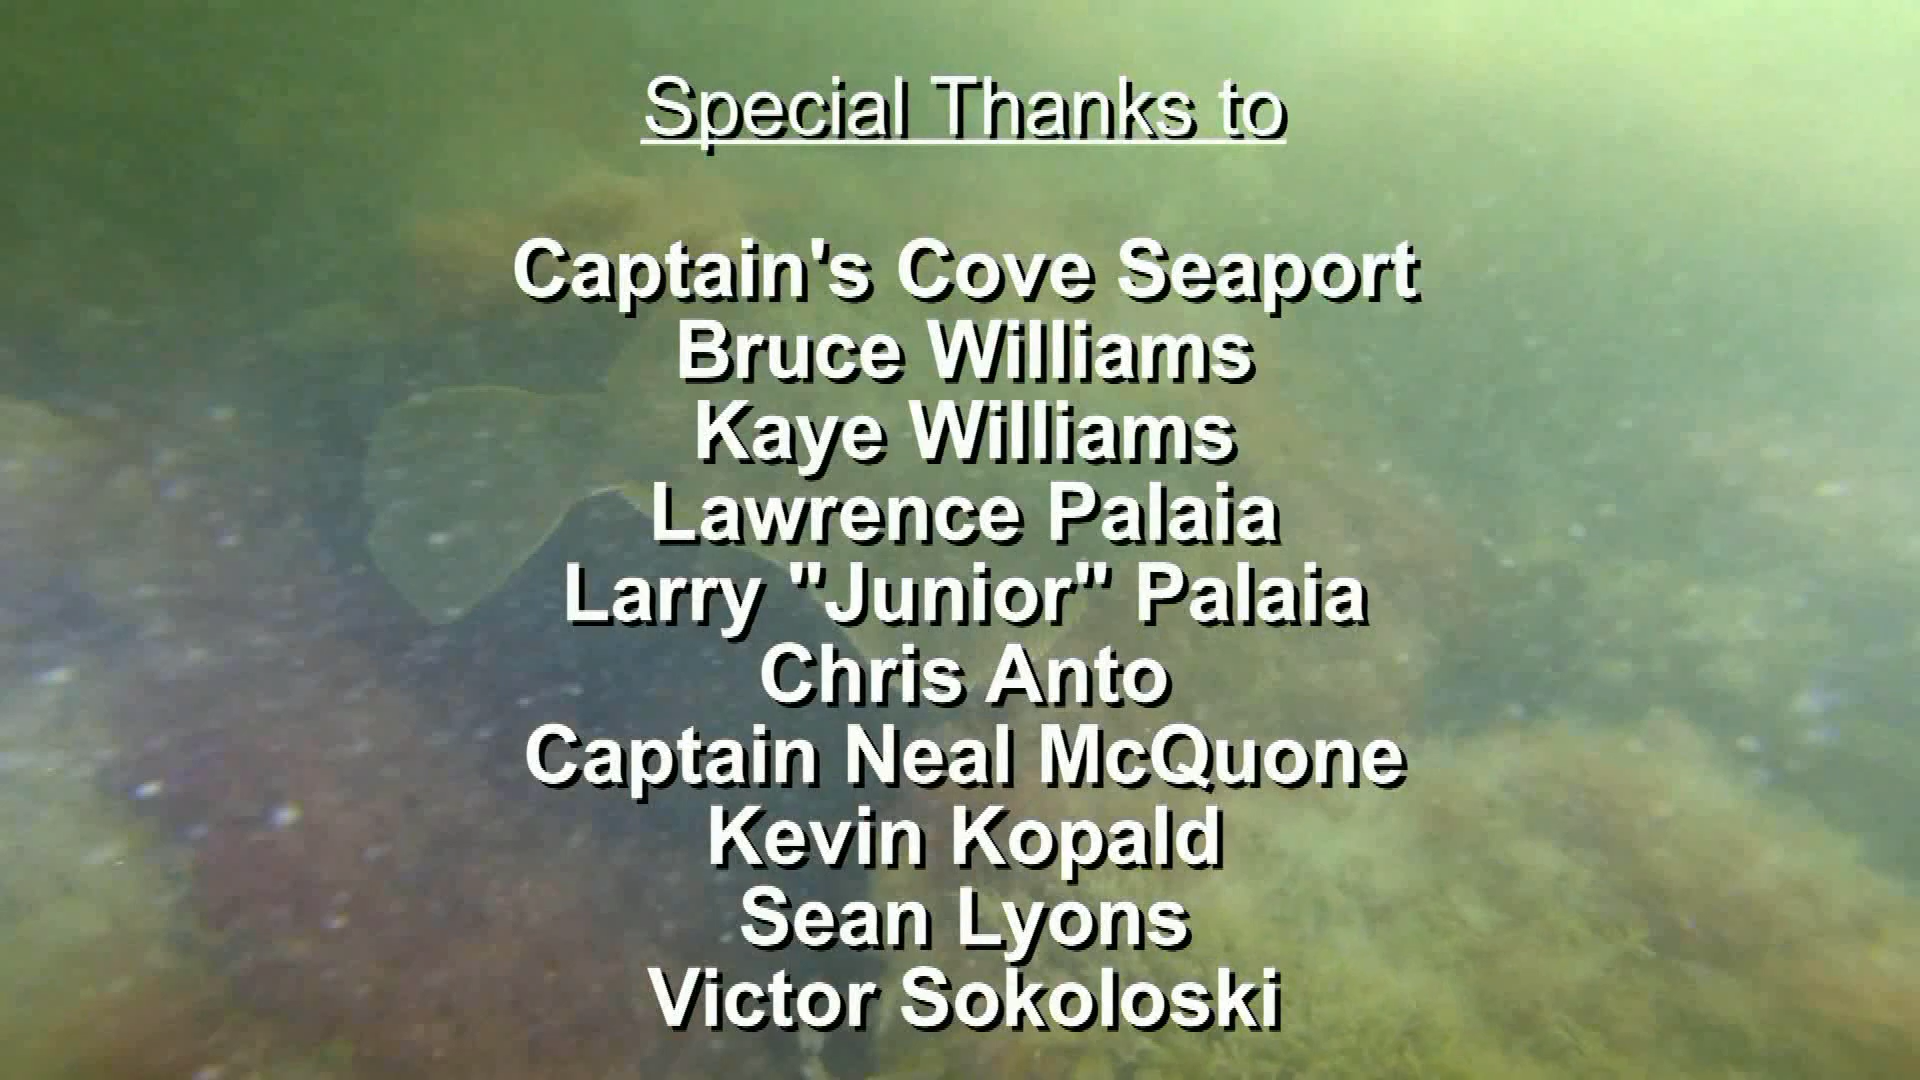 Special Thanks to
Captain's Cove Seaport
Bruce Williams
Kaye Williams
Lawrence Palaia
Larry "Junior" Palaia
Chris Anto
Captain Neal McQuone
Kevin Kopald
Sean Lyons
Victor Sokoloski